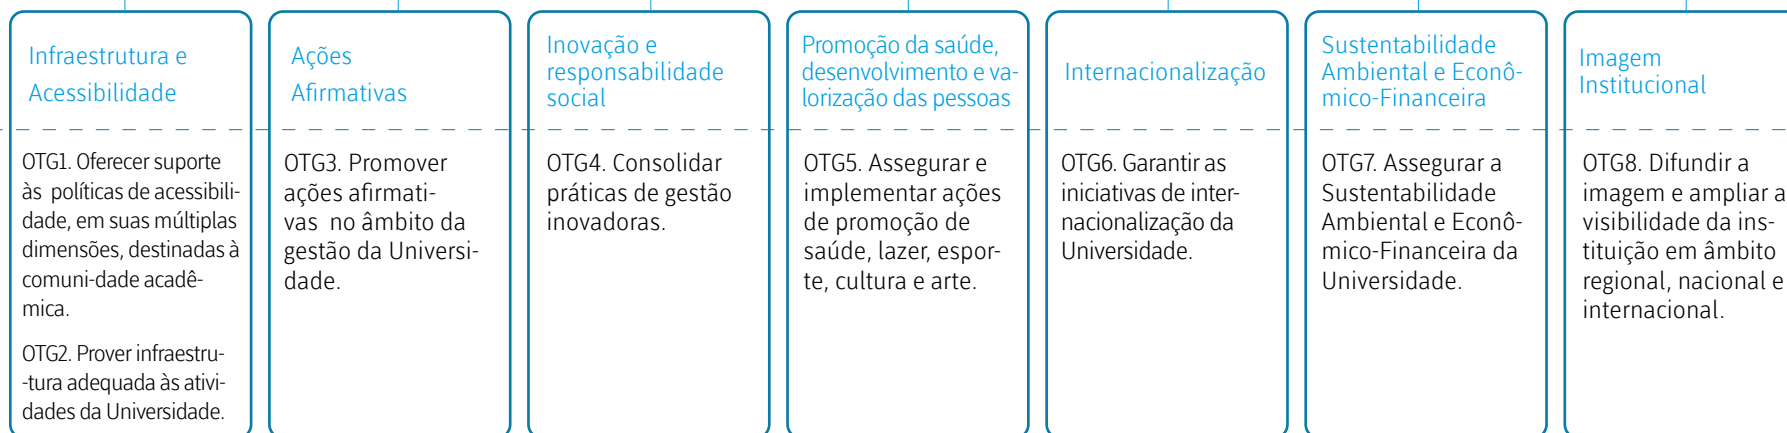 Infraestrutura e
Acessibilidade
OTG1. Oferecer suporte
às políticas de acessibili-
dade, em suas múltiplas
dimensões, destinadas à
comuni-dade acadê-
mica.
OTG2. Prover infraestru-
-tura adequada às ativi-
dades da Universidade.
Ações
Afirmativas
OTG3. Promover
ações afirmati-
vas no âmbito da
gestão da Universi-
dade.
Inovação e
responsabilidade
social
OTG4. Consolidar
práticas de gestão
inovadoras.
Promoção da saúde,
desenvolvimento e va-
lorização das pessoas
OTG5. Assegurar e
implementar ações
de promoção de
saúde, lazer, espor-
te, cultura e arte.
Internacionalização
OTG6. Garantir as
iniciativas de inter-
nacionalização da
Universidade.
Sustentabilidade
Ambiental e Econô-
mico-Financeira
OTG7. Assegurar a
Sustentabilidade
Ambiental e Econô-
mico-Financeira da
Universidade.
Imagem
Institucional
OTG8. Difundir a
imagem e ampliar a
visibilidade da ins-
tituição em âmbito
regional, nacional e
internacional.